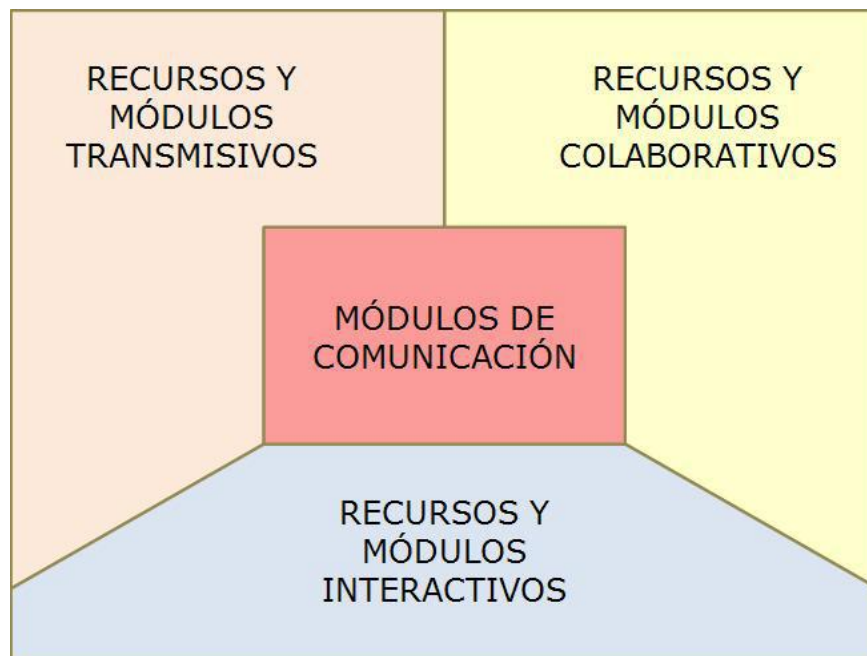 RECURSOS Y
MÓDULOS
TRANSMISIVOS
RECURSOS Y
MÓDULOS
COLABORATIVOS
MÓDULOS DE
COMUNICACIÓN
RECURSOS Y
MÓDULOS
INTERACTIVOS